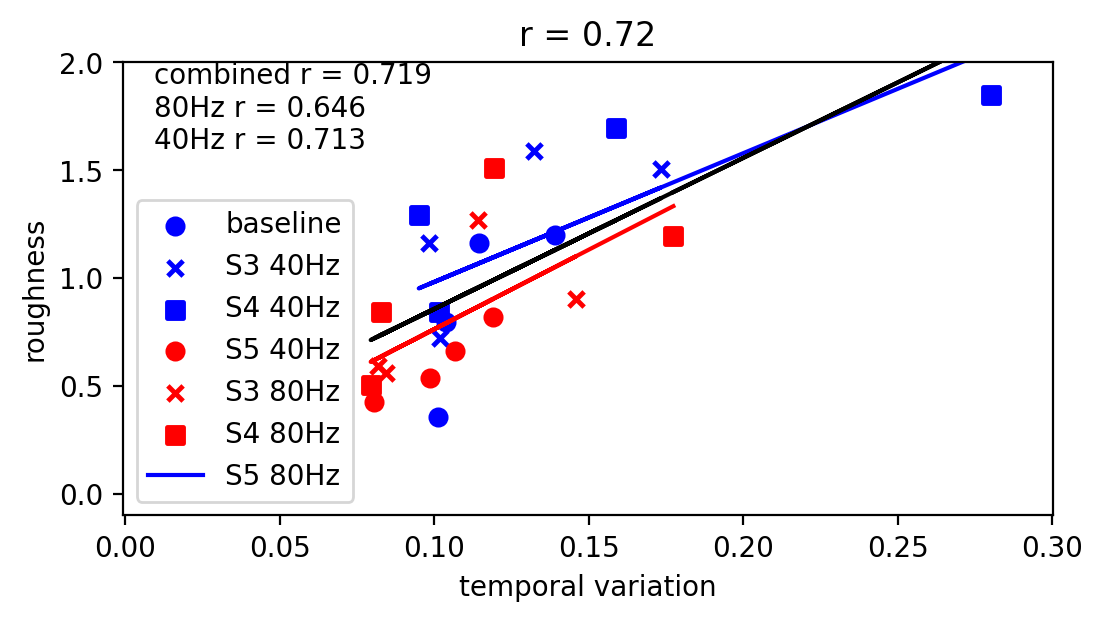 r = 0.72
combined r = 0.719
80Hz r = 0.646
40Hz r = 0.713
2.0
1.5
1.0
0.5
0.0
roughness
baseline
S3 40Hz
S4 40Hz
S5 40Hz
S3 80Hz
S4 80Hz
S5 80Hz
0.00 0.05 0.10 0.15 0.20 0.25 0.30
temporal variation